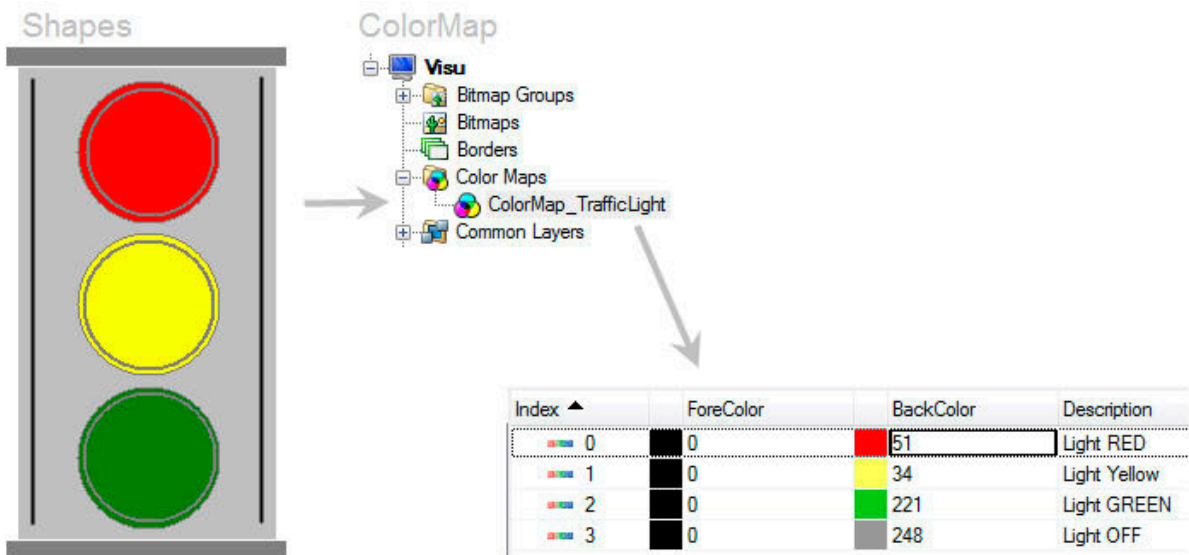 Shapes
ColorMap
Visu
Bitmap Groups
Bitmaps
Borders
Color Maps
ColorMap_TrafficLight
Common Layers
Index ForeColor BackColor Description
0 0 51 Light RED
1 0 34 Light Yellow
2 0 221 Light GREEN
3 0 248 Light OFF